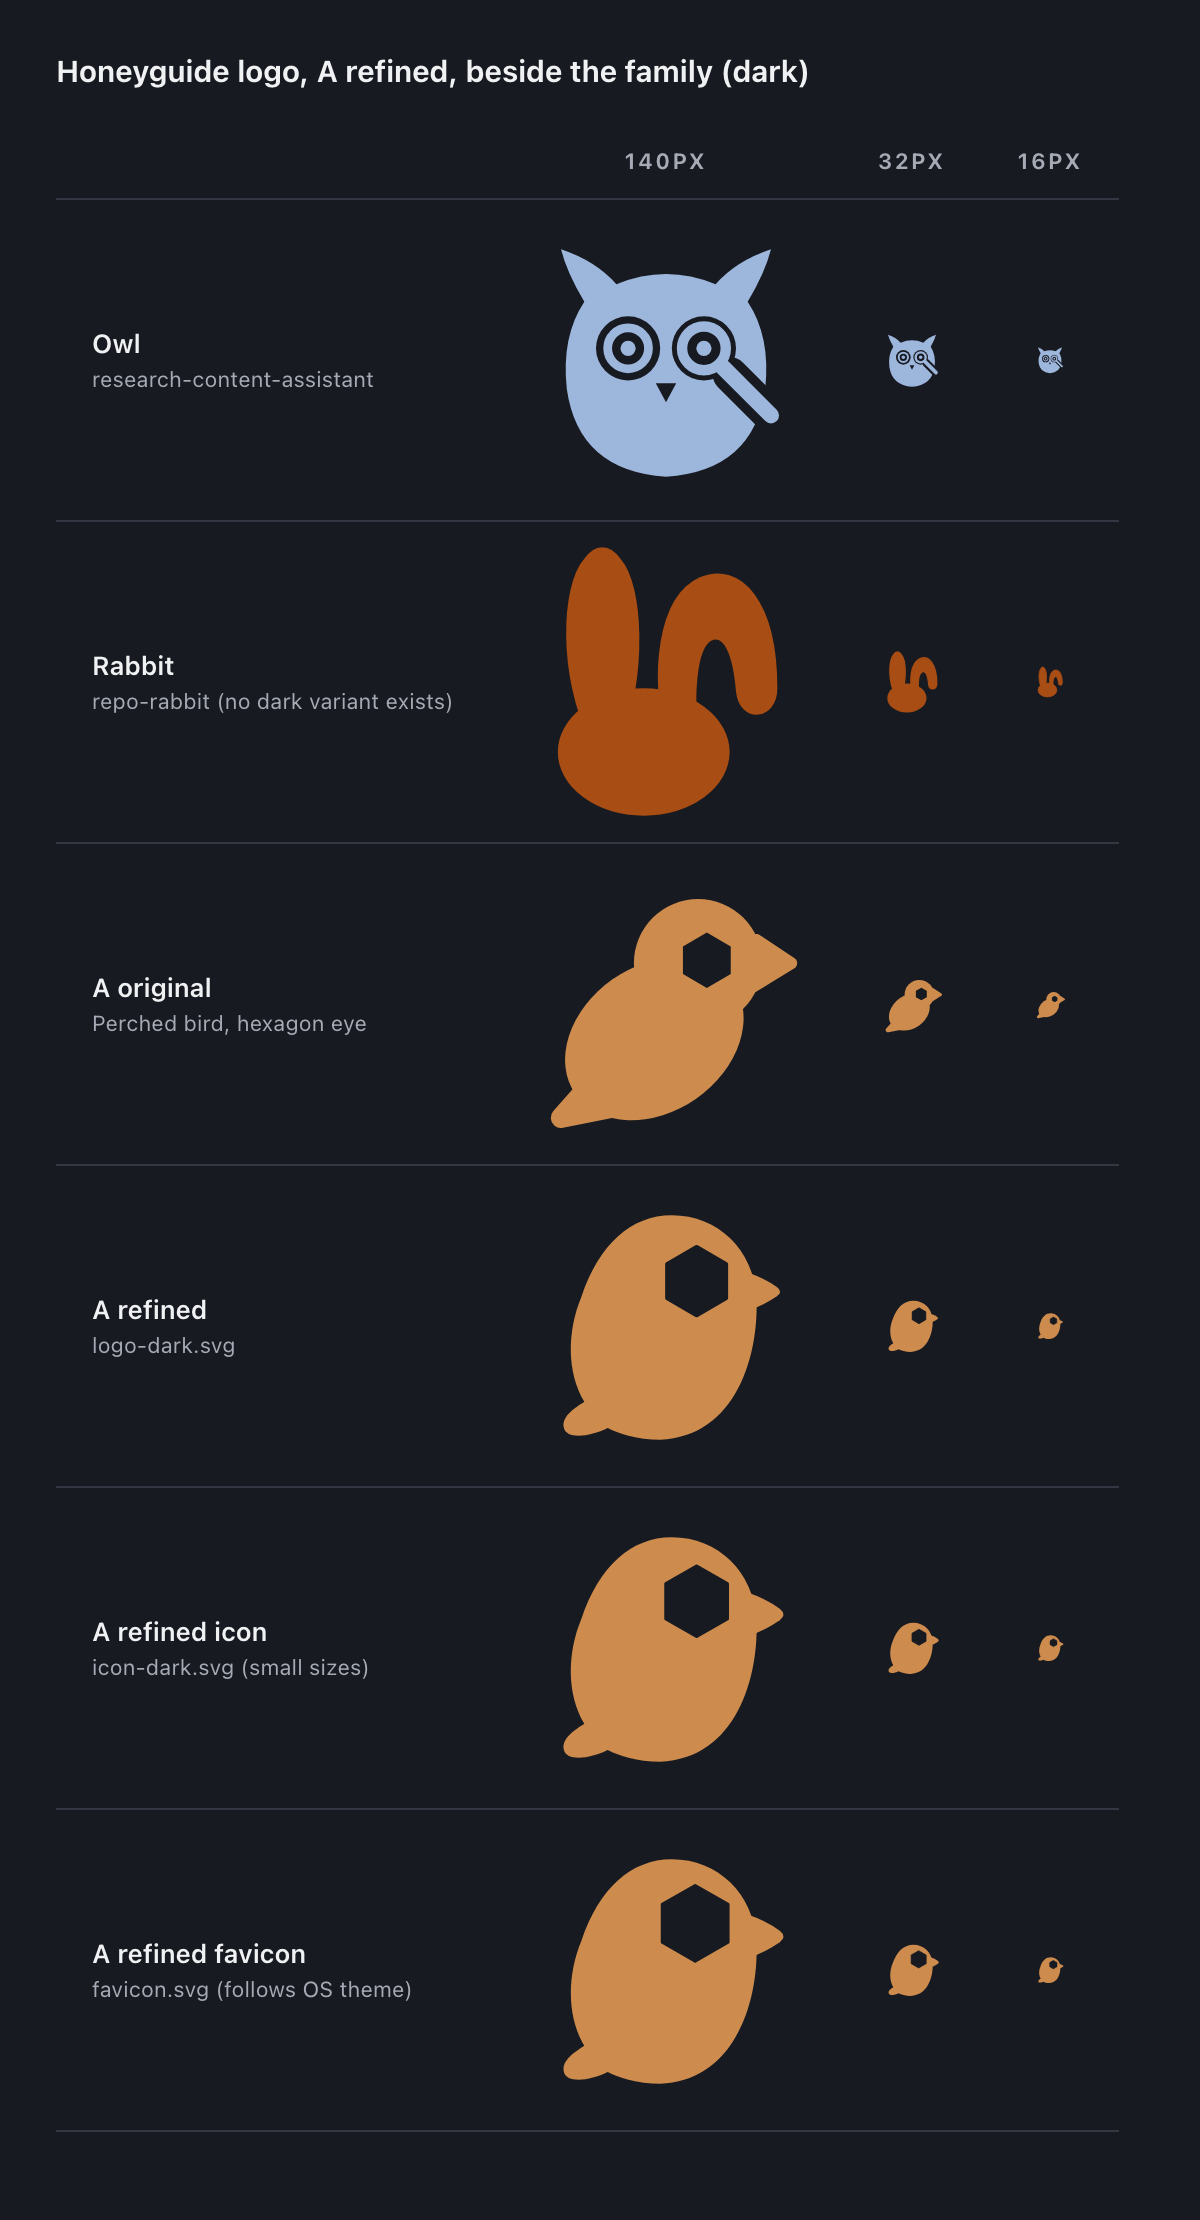 Honeyguide logo, A refined, beside the family (dark)
140PX 32PX 16PX
Owl
research-content-assistant
Rabbit
repo-rabbit (no dark variant exists)
A original
Perched bird, hexagon eye
A refined
logo-dark.svg
A refined icon
icon-dark.svg (small sizes)
A refined favicon
favicon.svg (follows OS theme)